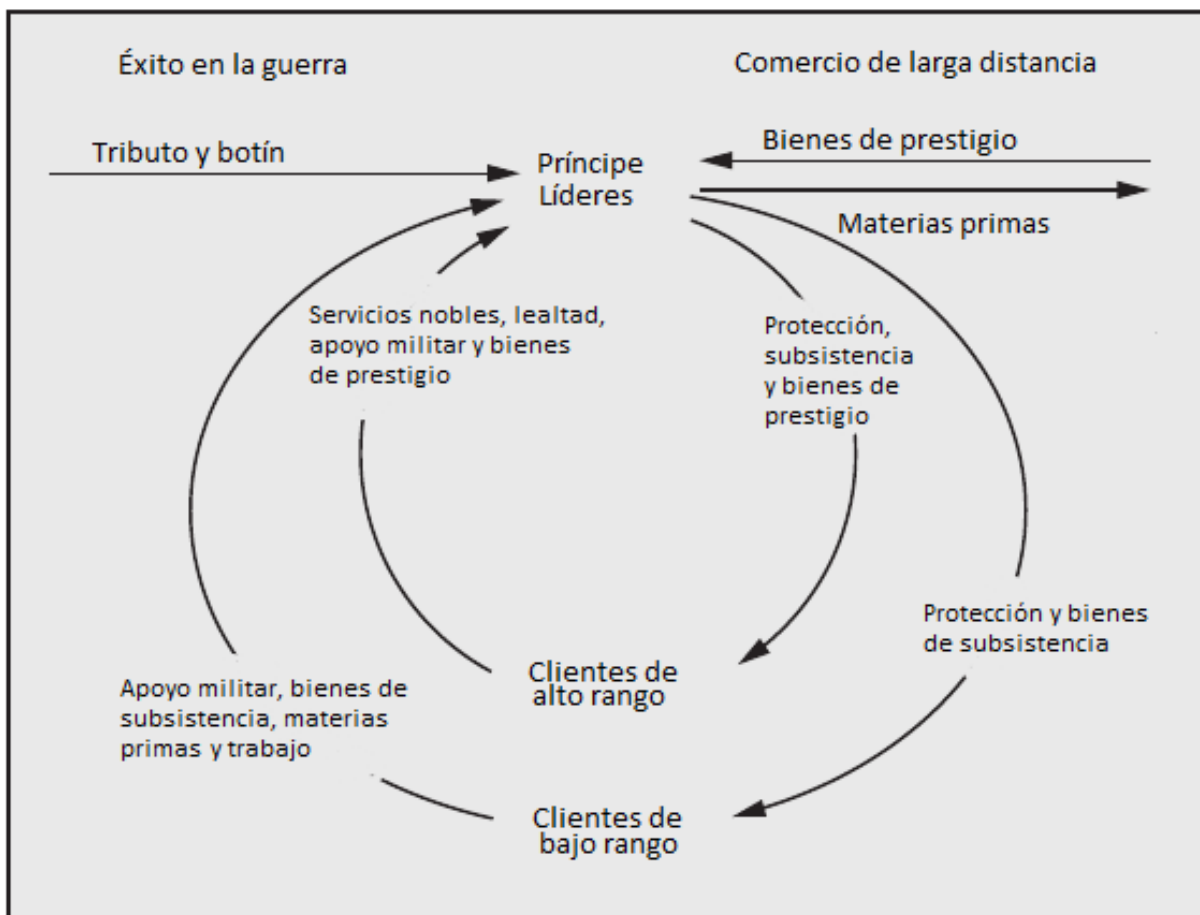 Éxito en la guerra
Comercio de larga distancia
Tributo y botín
Bienes de prestigio
Príncipe
Líderes
Materias primas
Servicios nobles, lealtad,
apoyo militar y bienes
de prestigio
Protección,
subsistencia
y bienes de
prestigio
Protección y bienes
de subsistencia
Clientes de
alto rango
Apoyo militar, bienes de
subsistencia, materias
primas y trabajo
Clientes de
bajo rango